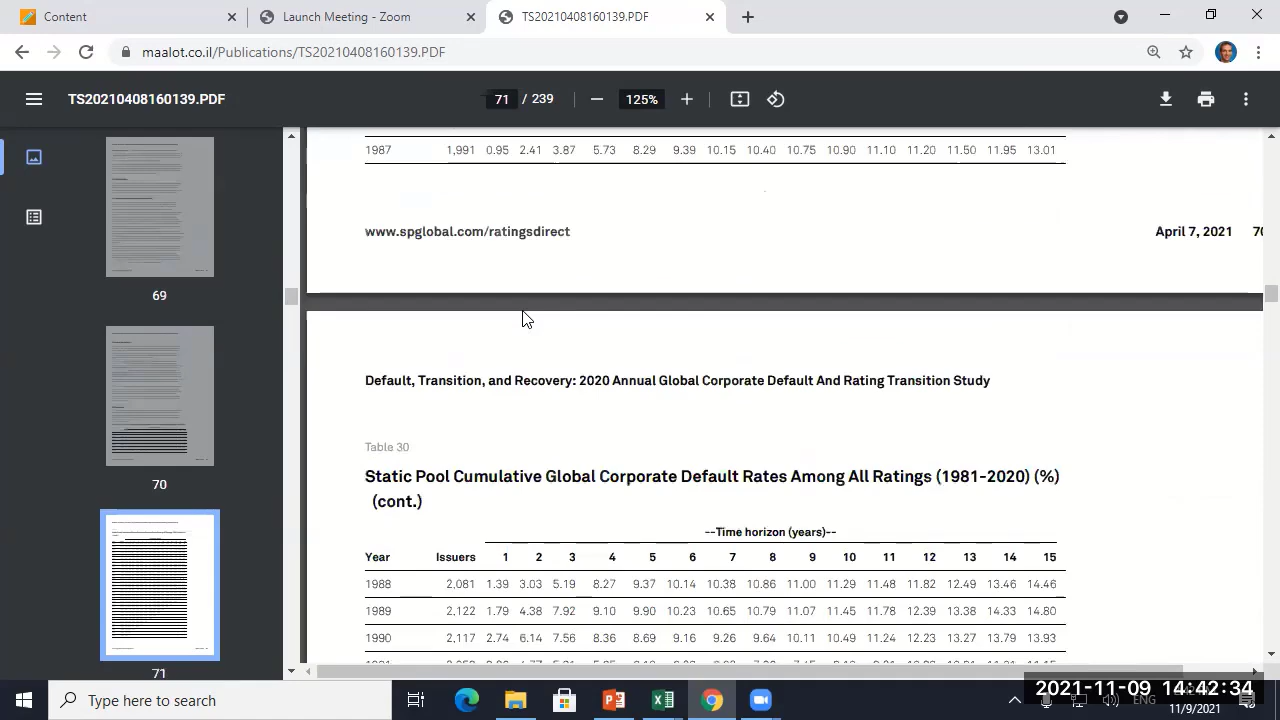 Content
Launch Meeting - Zoom
TS20210408160139.PDF
maalot.co.il/Publications/TS20210408160139.PDF
TS20210408160139.PDF
71 / 239
125%
69
70
71
1987 1,991 0.95 2.41 3.87 5.73 8.29 9.39 10.15 10.40 10.75 10.90 11.10 11.20 11.50 11.95 13.01
www.spglobal.com/ratingsdirect
April 7, 2021
Default, Transition, and Recovery: 2020 Annual Global Corporate Default And Rating Transition Study
Table 30
Static Pool Cumulative Global Corporate Default Rates Among All Ratings (1981-2020) (%)
(cont.)
--Time horizon (years)--
Year Issuers 1 2 3 4 5 6 7 8 9 10 11 12 13 14 15
1988 2,081 1.39 3.03 5.19 8.27 9.37 10.14 10.38 10.86 11.00 11.29 11.48 11.82 12.49 13.46 14.46
1989 2,122 1.79 4.38 7.92 9.10 9.90 10.23 10.65 10.79 11.07 11.45 11.78 12.39 13.38 14.33 14.80
1990 2,117 2.74 6.14 7.56 8.36 8.69 9.16 9.26 9.64 10.11 10.49 11.24 12.23 13.27 13.79 13.93
Type here to search
2021-11-09 14:42:34
ENG
11/9/2021